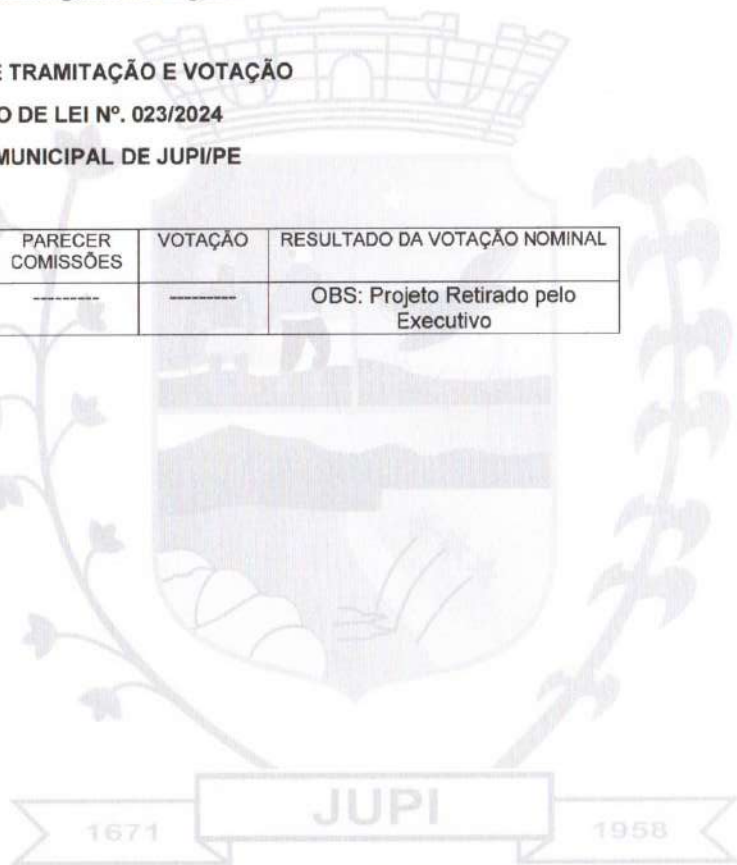 E TRAMITAÇÃO E VOTAÇÃO
O DE LEI Nº. 023/2024
MUNICIPAL DE JUPI/PE
PARECER COMISSÕES VOTAÇÃO RESULTADO DA VOTAÇÃO NOMINAL
--------- --------- OBS: Projeto Retirado pelo
Executivo
1671 JUPI 1958